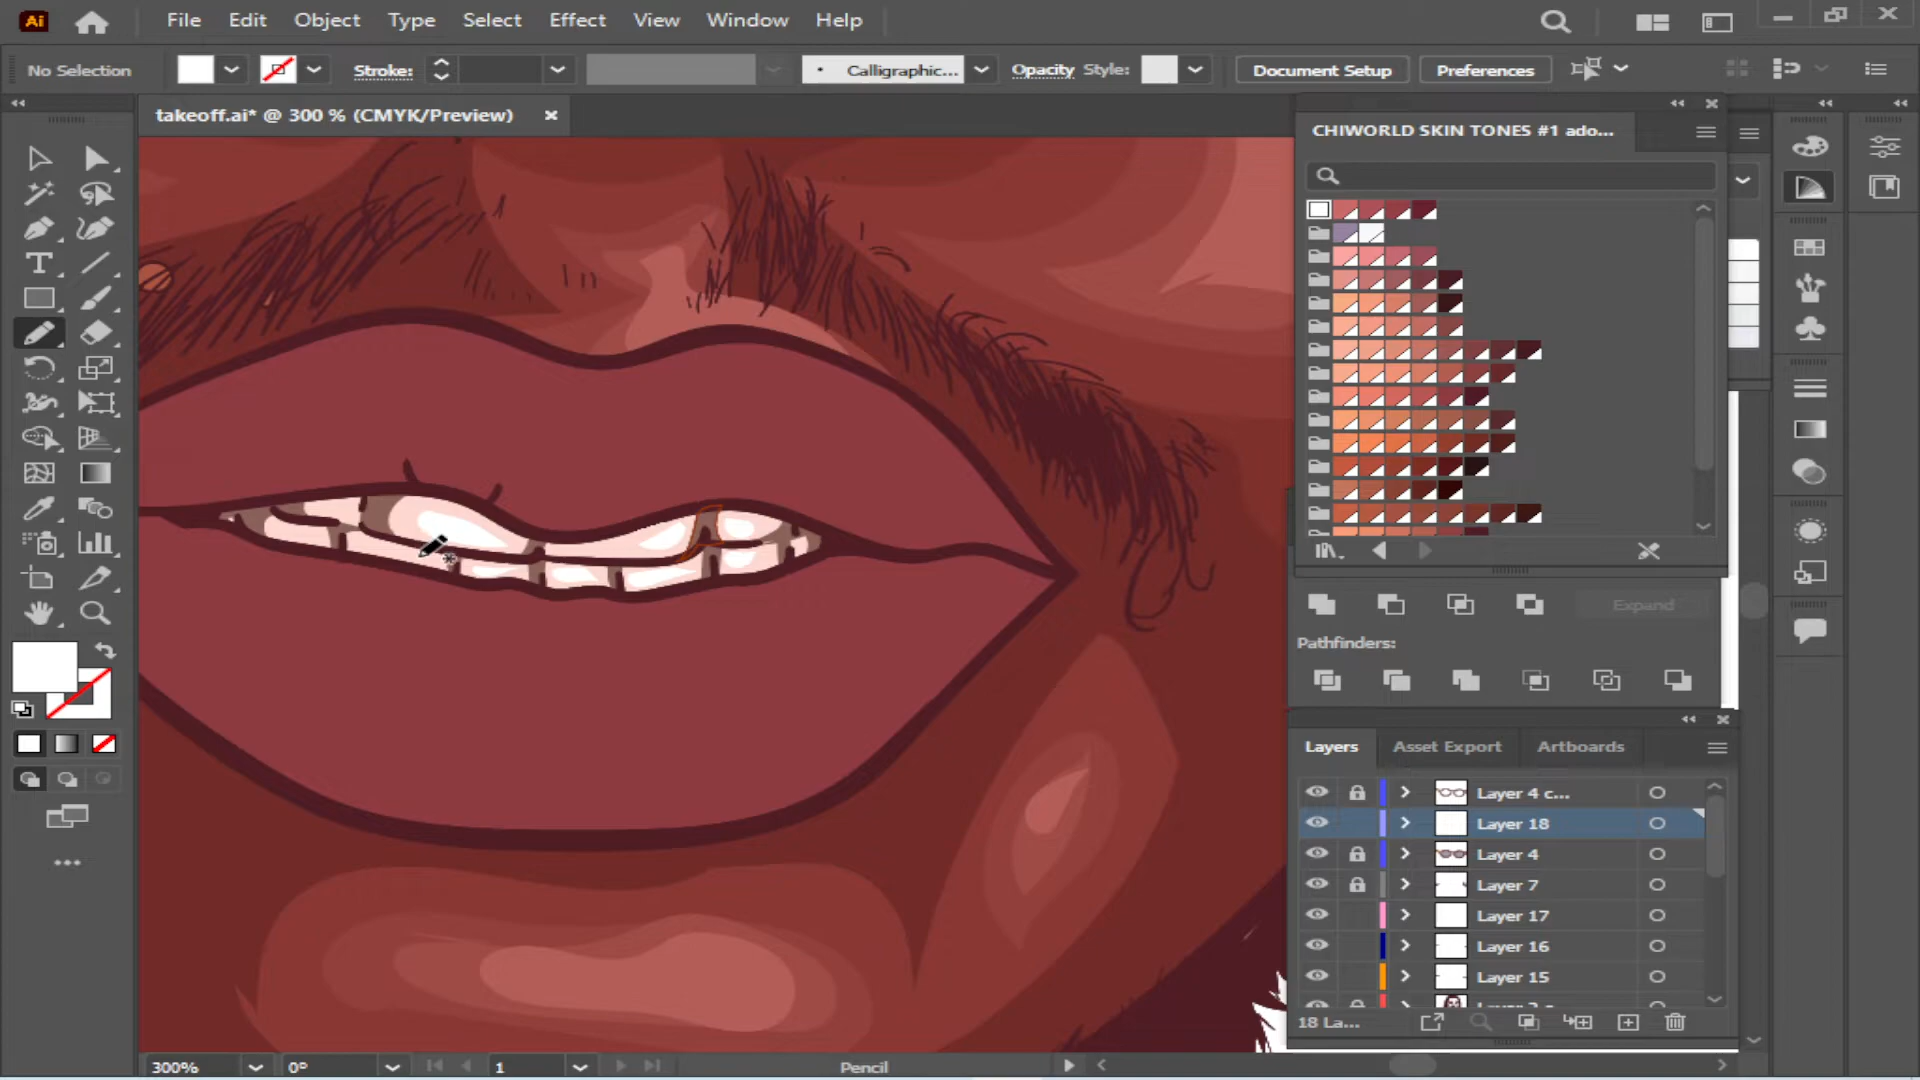 Ai File Edit Object Type Select Effect View Window Help
No Selection Stroke: Calligraphic... Opacity Style: Document Setup Preferences
takeoff.ai* @ 300 % (CMYK/Preview)
CHIWORLD SKIN TONES #1 ado...
Expand
Pathfinders:
Layers Asset Export Artboards
Layer 4 c...
Layer 18
Layer 4
Layer 7
Layer 17
Layer 16
Layer 15
18 La...
300% 0° 1 Pencil